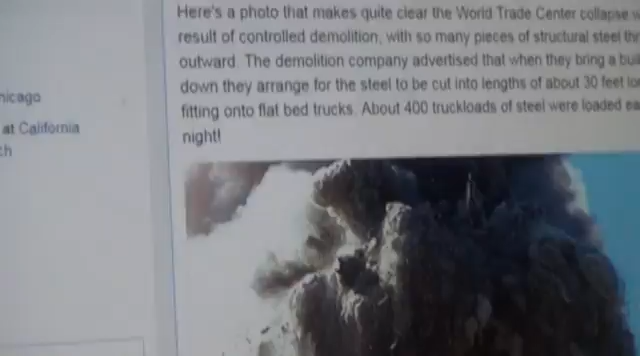 Here's a photo that makes quite clear the World Trade Center collapse
result of controlled demolition, with so many pieces of structural steel
outward. The demolition company advertised that when they bring a
down they arrange for the steel to be cut into lengths of about 30 feet
fitting onto flat bed trucks. About 400 truckloads of steel were loaded
night!
at California